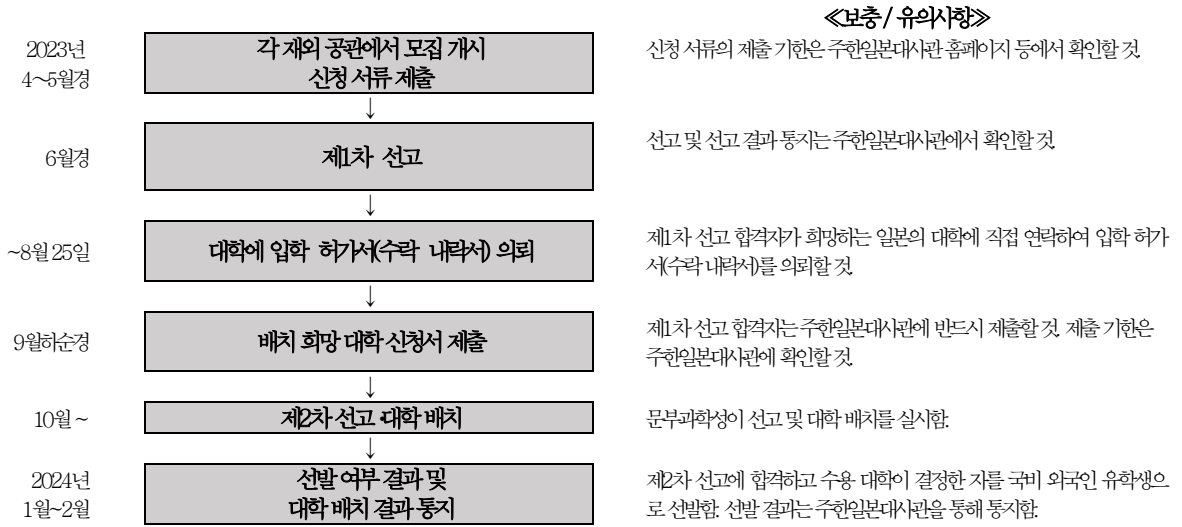 ≪보충 / 유의사항≫
2023년
4~5월경
각 재외 공관에서 모집 개시
신청 서류 제출
신청 서류의 제출 기한은 주한일본대사관 홈페이지 등에서 확인할 것.
↓
6월경
제1차 선고
선고 및 선고 결과 통지는 주한일본대사관에서 확인할 것.
↓
~8월 25일
대학에 입학 허가서(수락 내락서) 의뢰
제1차 선고 합격자가 희망하는 일본의 대학에 직접 연락하여 입학 허가
서(수락 내락서)를 의뢰할 것.
↓
9월하순경
배치 희망 대학 신청서 제출
제1차 선고 합격자는 주한일본대사관에 반드시 제출할 것. 제출 기한은
주한일본대사관에 확인할 것.
↓
10월 ~
제2차 선고·대학 배치
문부과학성이 선고 및 대학 배치를 실시함.
↓
2024년
1월~2월
선발 여부 결과 및
대학 배치 결과 통지
제2차 선고에 합격하고 수용 대학이 결정한 자를 국비 외국인 유학생으
로 선발함. 선발 결과는 주한일본대사관을 통해 통지함.